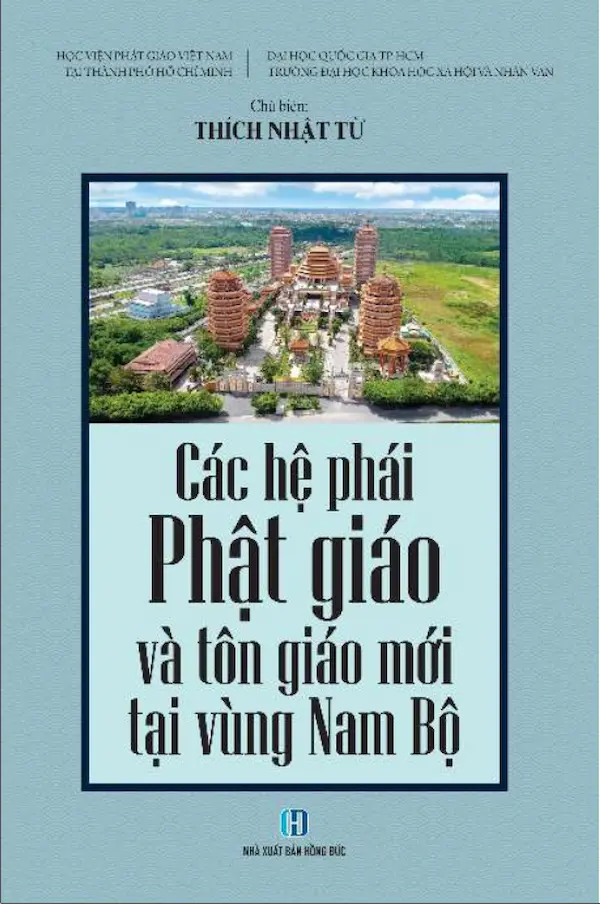 HỌC VIỆN PHẬT GIÁO VIỆT NAM
TẠI THÀNH PHỐ HỒ CHÍ MINH
ĐẠI HỌC QUỐC GIA TP. HCM
TRƯỜNG ĐẠI HỌC KHOA HỌC XÃ HỘI VÀ NHÂN VĂN
Chủ biên:
THÍCH NHẬT TỪ
Các hệ phái
Phật giáo
và tôn giáo mới
tại vùng Nam Bộ
NHÀ XUẤT BẢN HỒNG ĐỨC